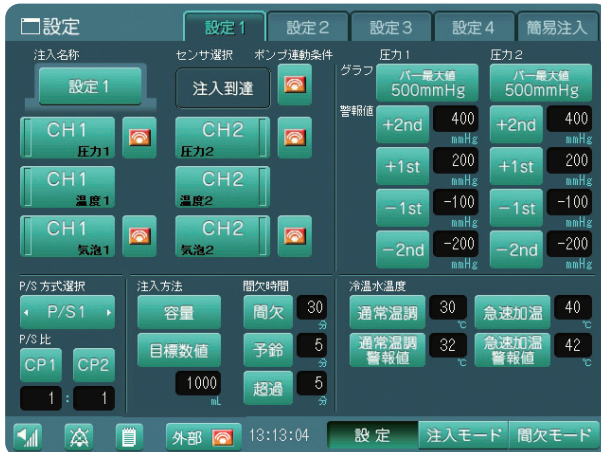 設定
設定1 設定2 設定3 設定4 簡易注入
注入名称 センサ選択 ポンプ連動条件
設定1 注入到達
CH1 圧力1 CH2 圧力2
CH1 温度1 CH2 温度2
CH1 気泡1 CH2 気泡2
圧力1 圧力2
グラフ バー最大値 500mmHg バー最大値 500mmHg
警報値 +2nd 400 mmHg +2nd 400 mmHg
+1st 200 mmHg +1st 200 mmHg
-1st -100 mmHg -1st -100 mmHg
-2nd -200 mmHg -2nd -200 mmHg
P/S方式選択
P/S1
P/S比
CP1 CP2
1 : 1
注入方法
容量
目標数値
1000 mL
間欠時間
間欠 30 分
予鈴 5 分
超過 5 分
冷温水温度
通常温調 30 ℃ 急速加温 40 ℃
通常温調警報値 32 ℃ 急速加温警報値 42 ℃
外部 13:13:04 設定 注入モード 間欠モード